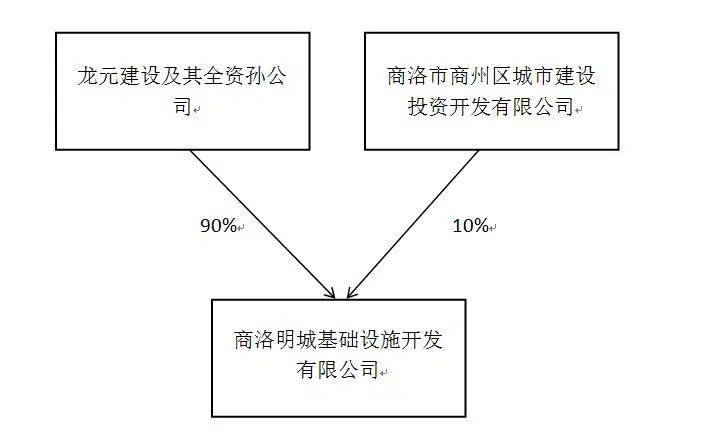 龙元建设及其全资孙公
司
商洛市商州区城市建设
投资开发有限公司
90%
10%
商洛明城基础设施开发
有限公司